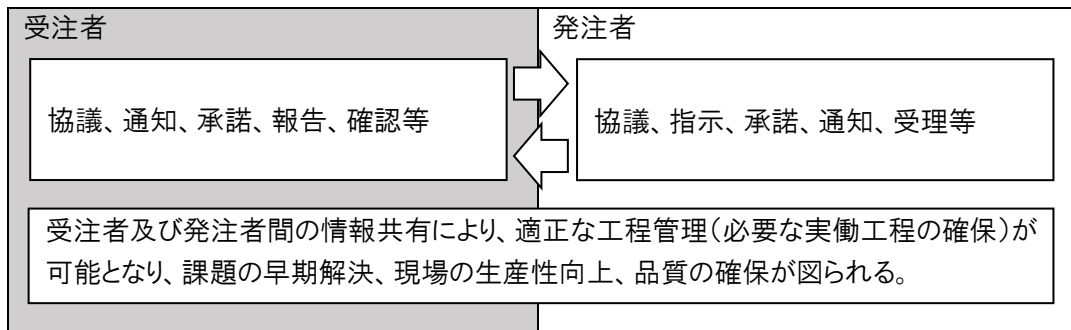 受注者
発注者
協議、通知、承諾、報告、確認等
協議、指示、承諾、通知、受理等
受注者及び発注者間の情報共有により、適正な工程管理(必要な実働工程の確保)が
可能となり、課題の早期解決、現場の生産性向上、品質の確保が図られる。